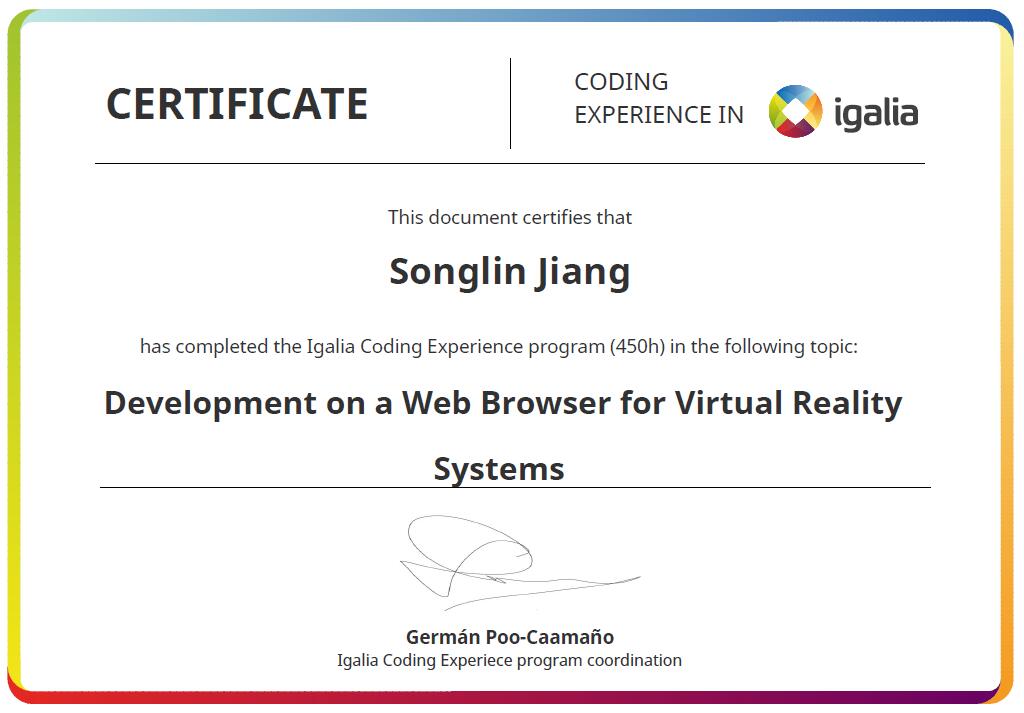 CERTIFICATE
CODING
EXPERIENCE IN
igalia
This document certifies that
Songlin Jiang
has completed the Igalia Coding Experience program (450h) in the following topic:
Development on a Web Browser for Virtual Reality
Systems
Germán Poo-Caamaño
Igalia Coding Experiece program coordination